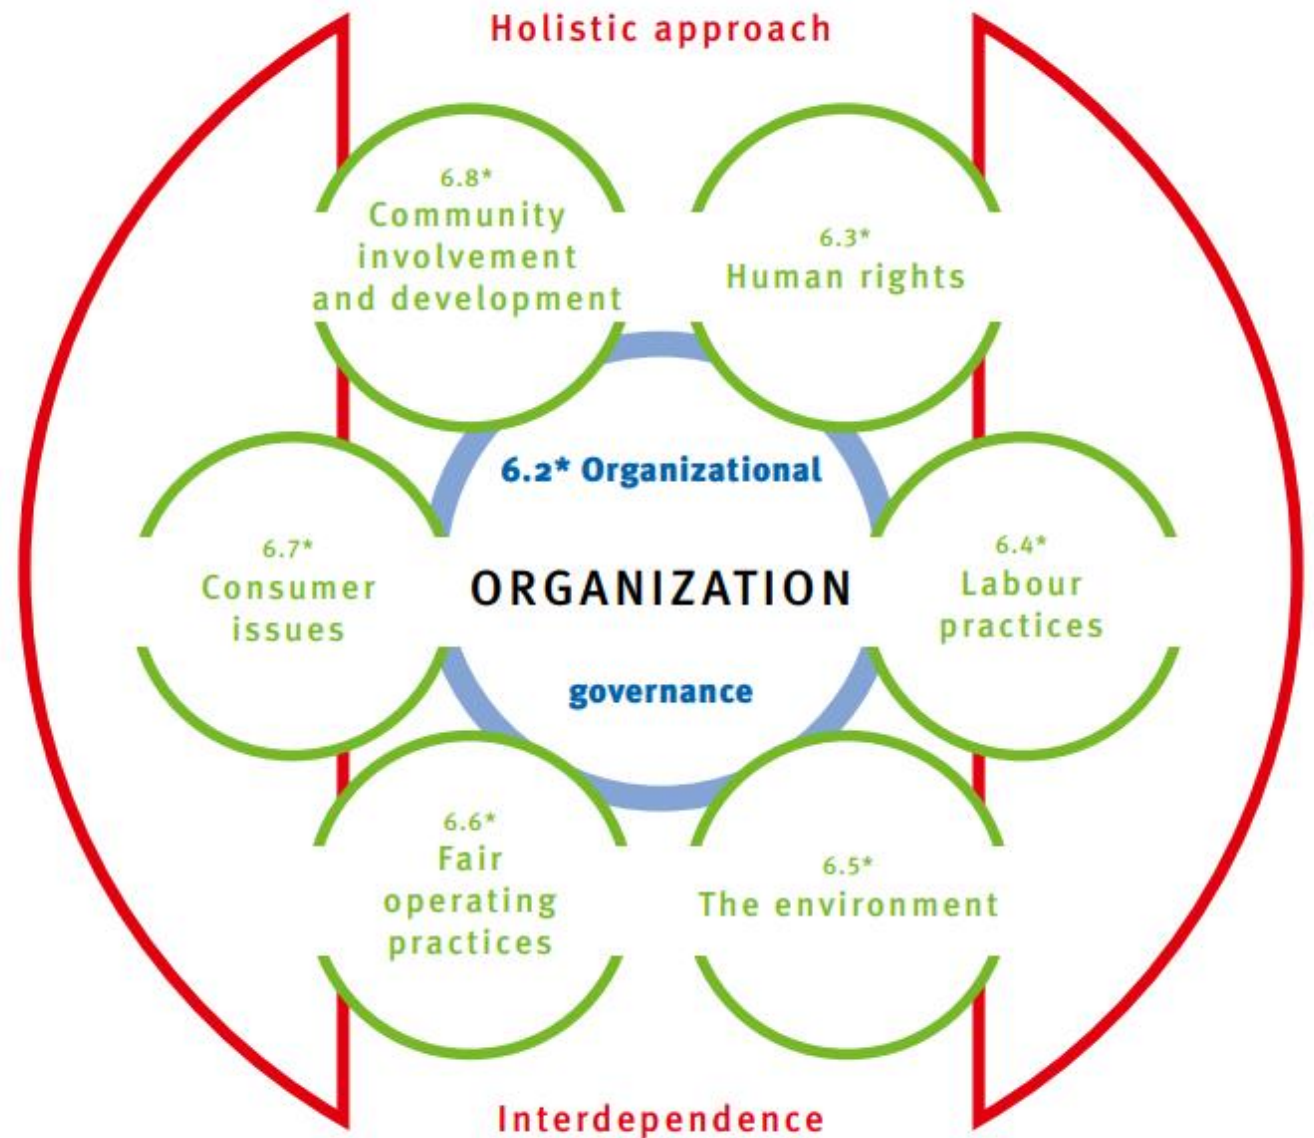 Holistic approach
6.8*
Community
involvement
and development
6.3*
Human rights
6.2* Organizational
6.7*
Consumer
issues
ORGANIZATION
6.4*
Labour
practices
governance
6.6*
Fair
operating
practices
6.5*
The environment
Interdependence